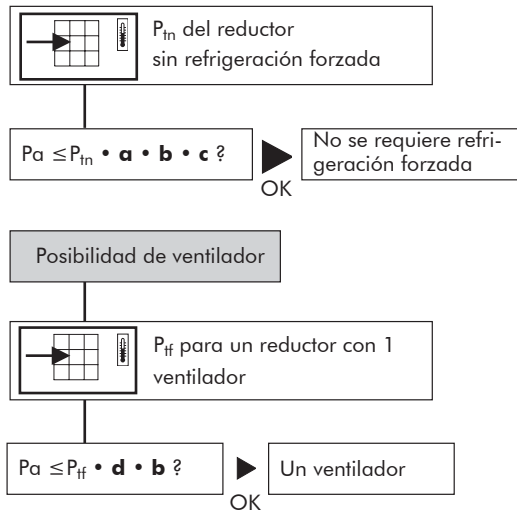 Ptn del reductor
sin refrigeración forzada
Pa ≤Ptn • a • b • c ?
OK
No se requiere refri-
geración forzada
Posibilidad de ventilador
Ptf para un reductor con 1
ventilador
Pa ≤Ptf • d • b ?
OK
Un ventilador